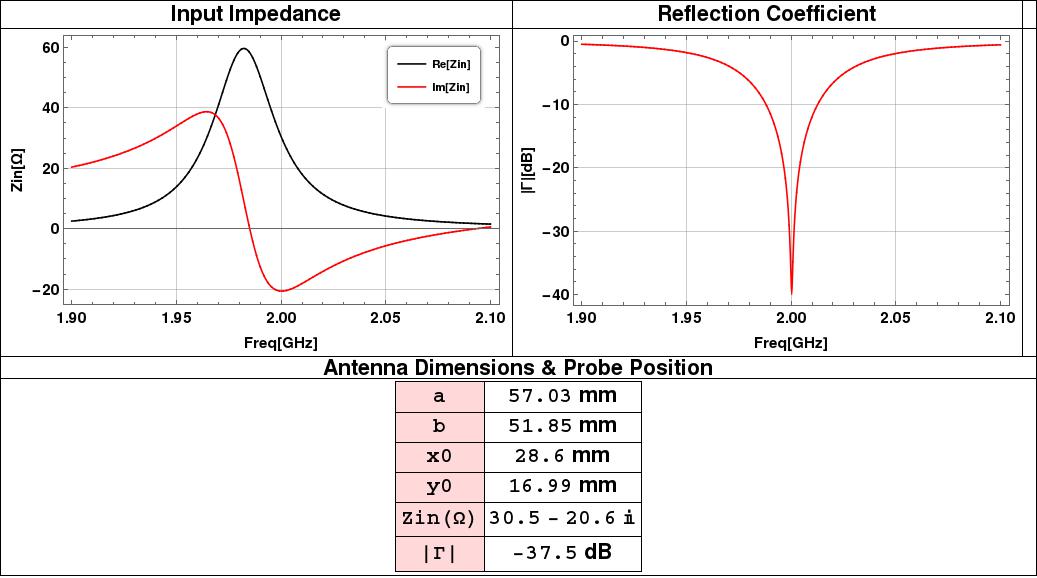 Input Impedance
Reflection Coefficient
60
40
20
0
−20
Zin[Ω]
Re[Zin]
Im[Zin]
1.90 1.95 2.00 2.05 2.10
Freq[GHz]
0
−10
−20
−30
−40
|Γ|[dB]
1.90 1.95 2.00 2.05 2.10
Freq[GHz]
Antenna Dimensions & Probe Position
a 57.03 mm
b 51.85 mm
x0 28.6 mm
y0 16.99 mm
Zin(Ω) 30.5 − 20.6 i
|Γ| −37.5 dB